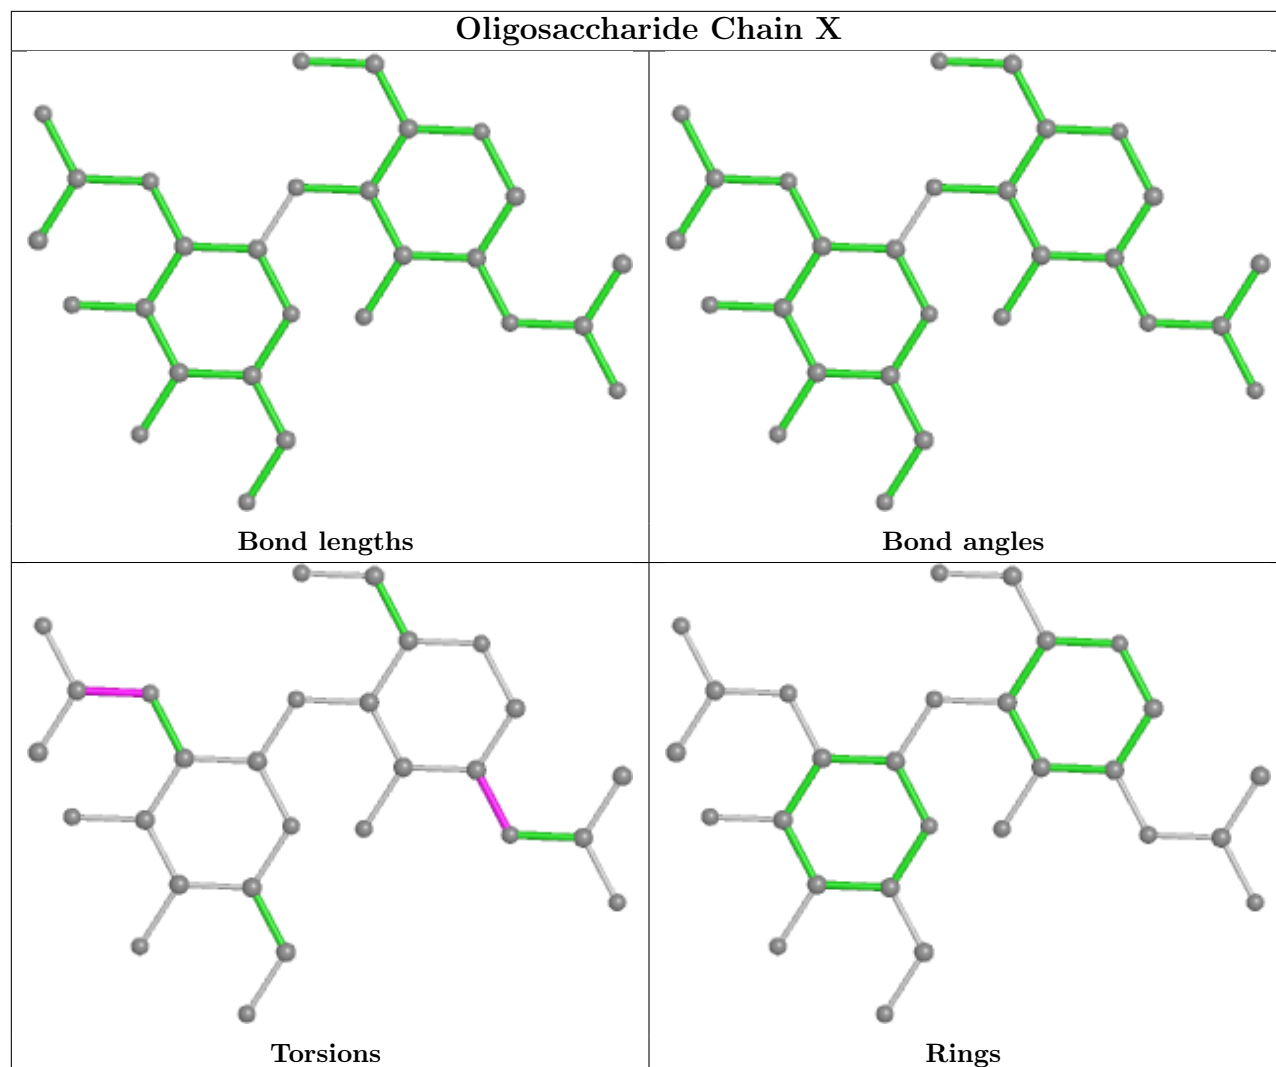 Oligosaccharide Chain X
Bond lengths
Bond angles
Torsions
Rings